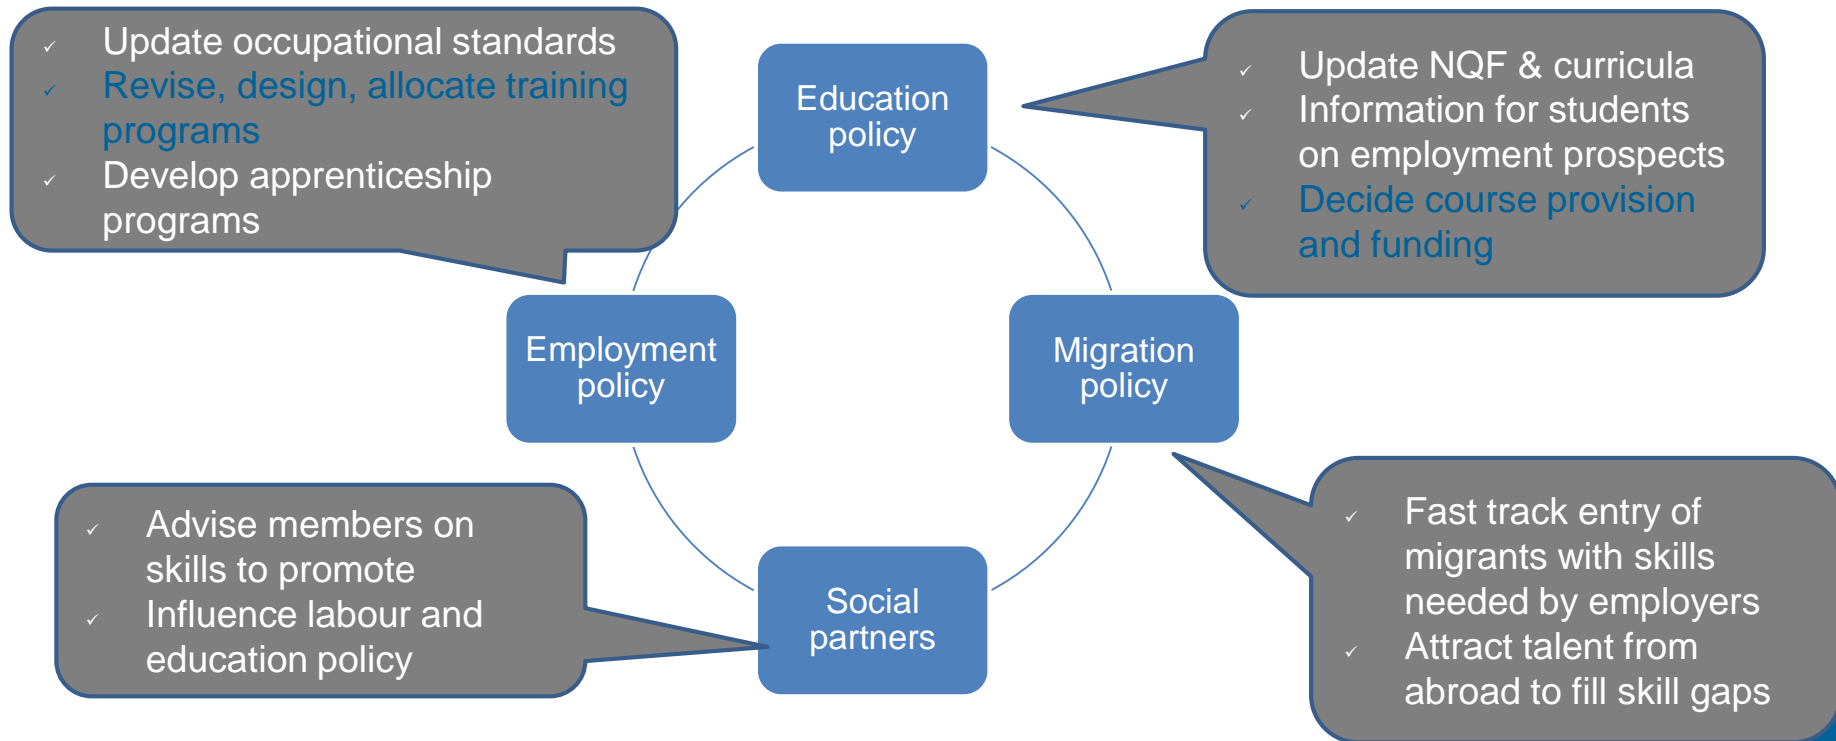 ✓ Update occupational standards
✓ Revise, design, allocate training
programs
✓ Develop apprenticeship
programs
Education
policy
✓ Update NQF & curricula
✓ Information for students
on employment prospects
✓ Decide course provision
and funding
Employment
policy
Migration
policy
✓ Advise members on
skills to promote
✓ Influence labour and
education policy
Social
partners
✓ Fast track entry of
migrants with skills
needed by employers
✓ Attract talent from
abroad to fill skill gaps